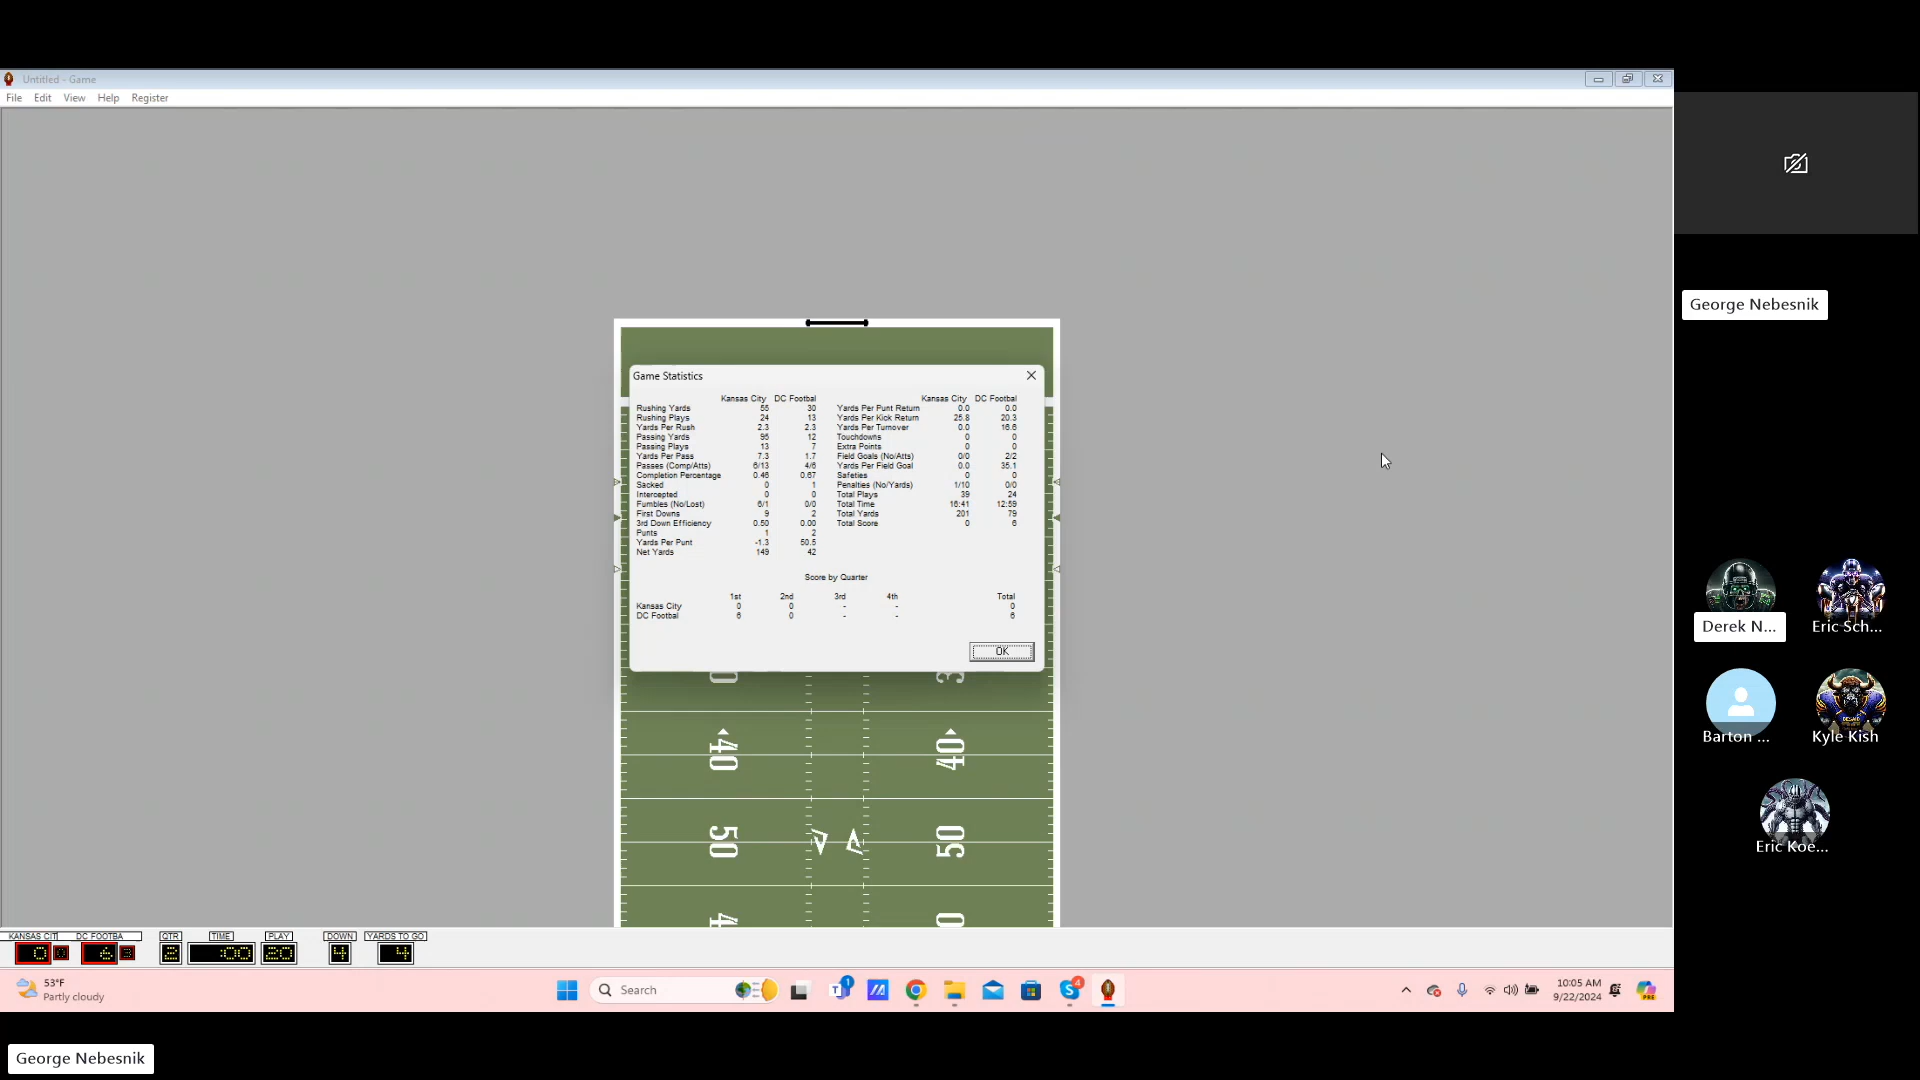 Untitled - Game
File Edit View Help Register
George Nebesnik
Game Statistics
Kansas City DC Footbal Kansas City DC Footbal
Rushing Yards 55 30 Yards Per Punt Return 0.0 0.0
Rushing Plays 24 13 Yards Per Kick Return 25.8 20.3
Yards Per Rush 2.3 2.3 Yards Per Turnover 0.0 16.6
Passing Yards 95 12 Touchdowns 0 0
Passing Plays 13 7 Extra Points 0 0
Yards Per Pass 7.3 1.7 Field Goals (No/Atts) 0/0 2/2
Passes (Comp/Atts) 6/13 4/6 Yards Per Field Goal 0.0 35.1
Completion Percentage 0.46 0.67 Safeties 0 0
Sacked 0 1 Penalties (No/Yards) 1/10 0/0
Intercepted 0 0 Total Plays 39 24
Fumbles (No/Lost) 6/1 0/0 Total Time 16:41 12:59
First Downs 9 2 Total Yards 201 79
3rd Down Efficiency 0.50 0.00 Total Score 0 6
Punts 1 2
Yards Per Punt -1.3 50.5
Net Yards 149 42
Score by Quarter
1st 2nd 3rd 4th Total
Kansas City 0 0 - - 0
DC Footbal 6 0 - - 6
OK
Derek N... Eric Sch...
Barton ... Kyle Kish
Eric Koe...
40 40
50 50
KANSAS CIT DC FOOTBA QTR TIME PLAY DOWN YARDS TO GO
0 0 6 3 2 :00 20 4 4
53°F
Partly cloudy
Search
10:05 AM
9/22/2024
George Nebesnik